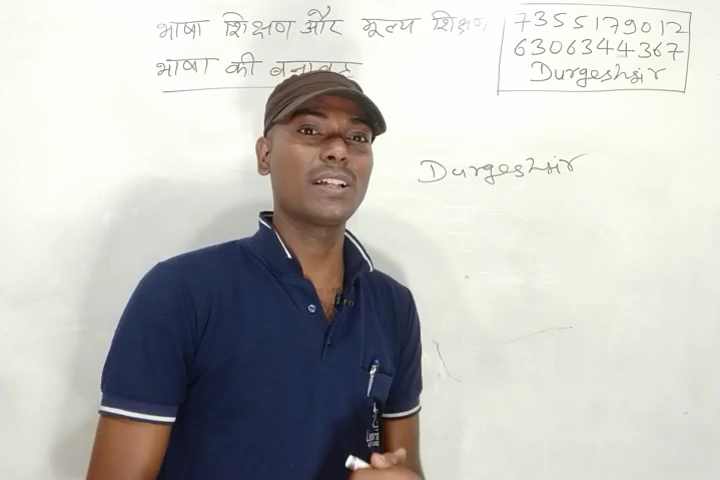 भाषा शिक्षण और मूल्य शिक्षण
भाषा की बनावट
7355179012
6306344367
Durgeshsir
Durgeshsir